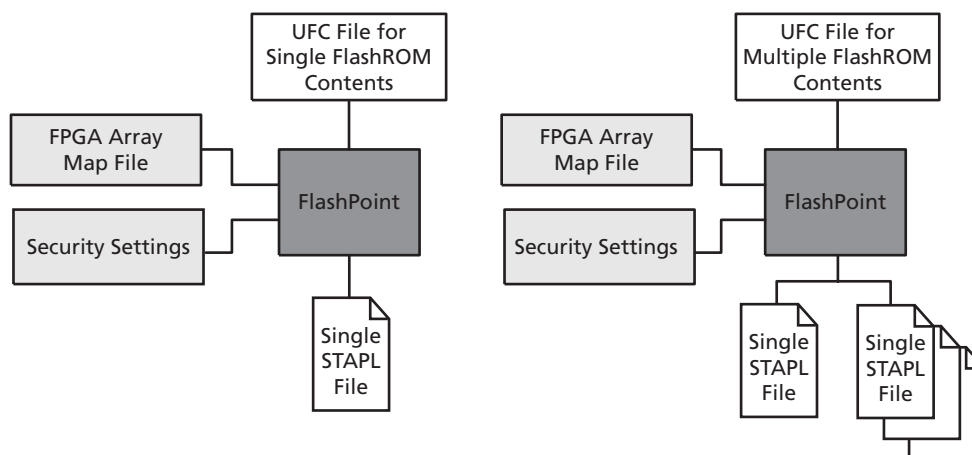 UFC File for
Single FlashROM
Contents
FPGA Array
Map File
FlashPoint
Security Settings
Single
STAPL
File
UFC File for
Multiple FlashROM
Contents
FPGA Array
Map File
FlashPoint
Security Settings
Single
STAPL
File
Single
STAPL
File